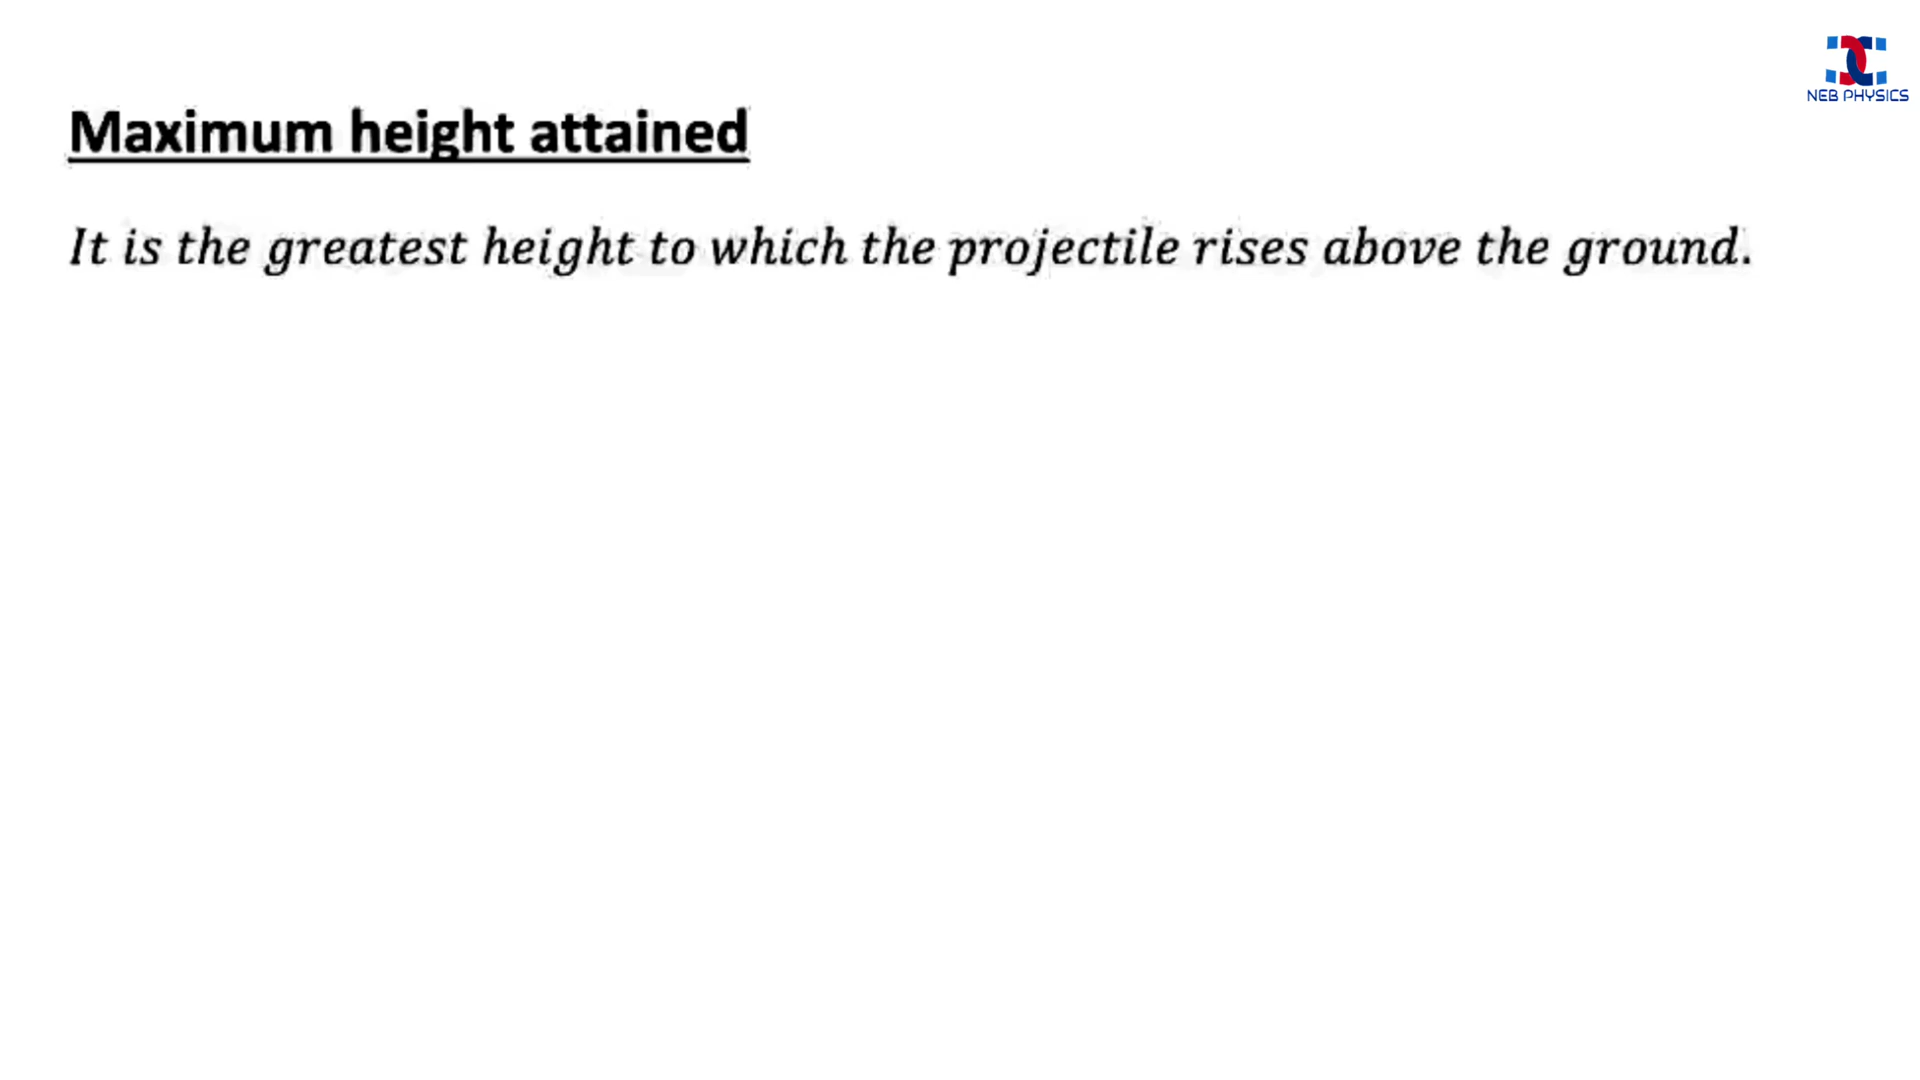 NEB PHYSICS
Maximum height attained
It is the greatest height to which the projectile rises above the ground.